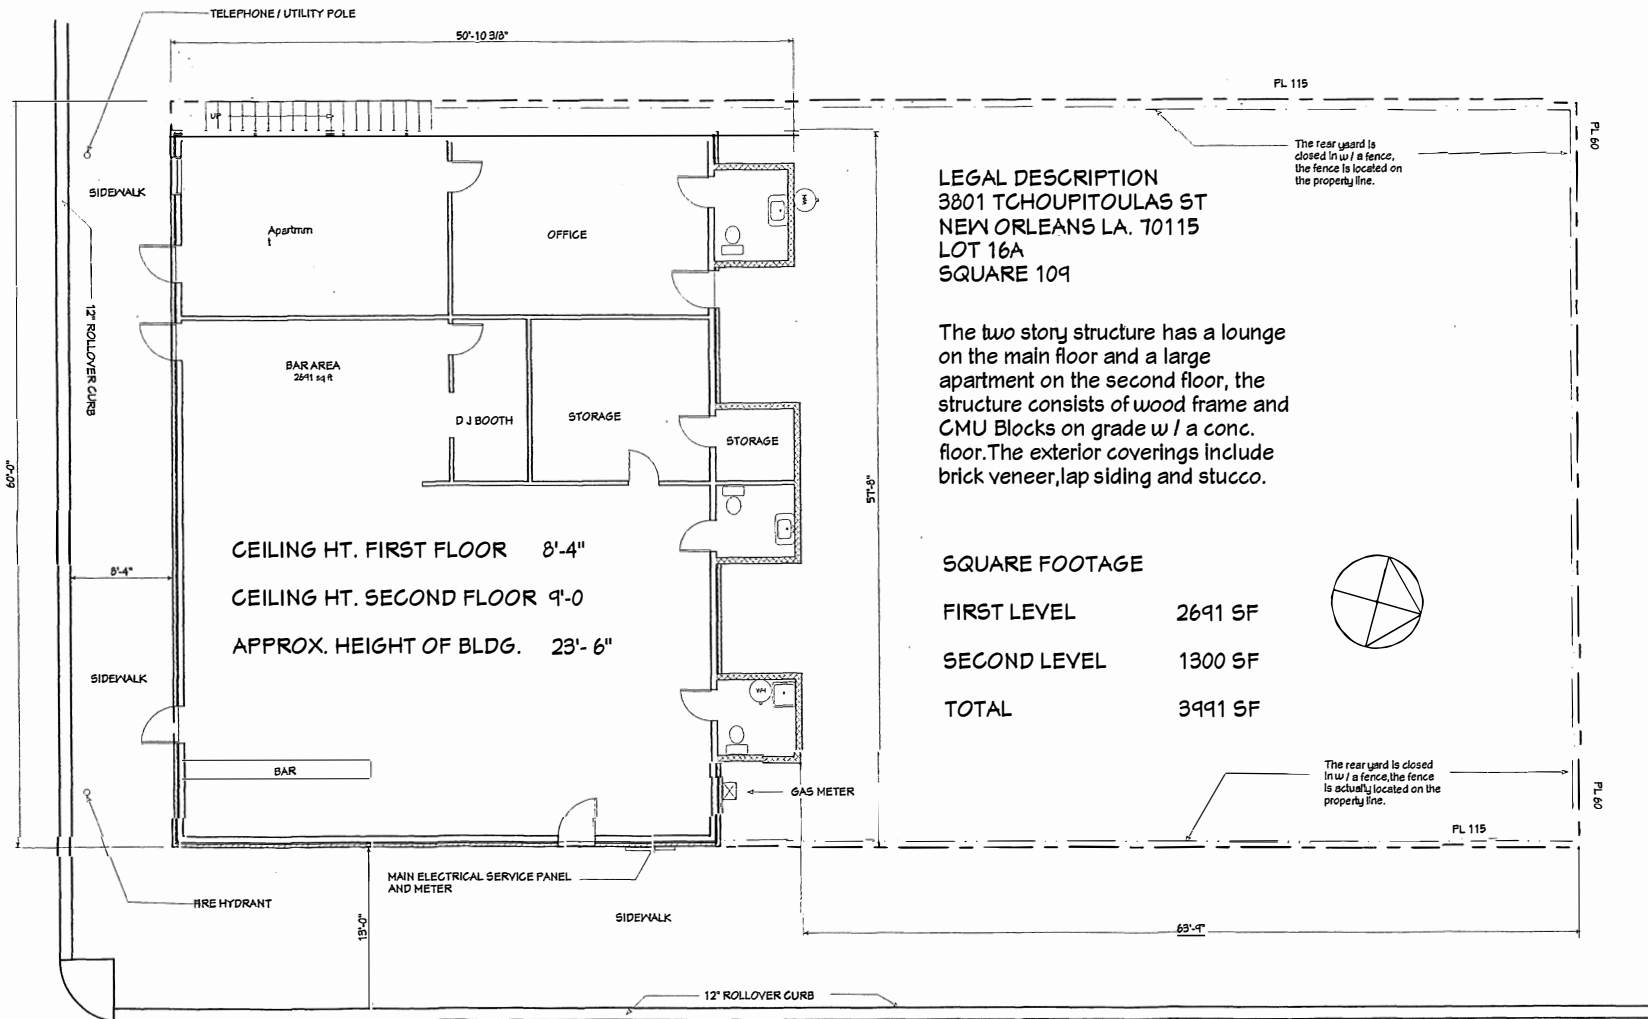 TELEPHONE / UTILITY POLE
50'-10 3/8"
PL 115
UP
PL 60
The rear yaard is
closed in w / a fence,
the fence is located on
the property line.
SIDEWALK
LEGAL DESCRIPTION
3801 TCHOUPITOULAS ST
NEW ORLEANS LA. 70115
LOT 16A
SQUARE 109
Apartmn
t
OFFICE
WH
12" ROLLOVER CURB
BAR AREA
2691 sq ft
D J BOOTH
STORAGE
STORAGE
The two story structure has a lounge
on the main floor and a large
apartment on the second floor, the
structure consists of wood frame and
CMU Blocks on grade w / a conc.
floor.The exterior coverings include
brick veneer,lap siding and stucco.
60'-0"
57'-8"
CEILING HT. FIRST FLOOR 8'-4"
CEILING HT. SECOND FLOOR 9'-0
APPROX. HEIGHT OF BLDG. 23'- 6"
8'-4"
SQUARE FOOTAGE
FIRST LEVEL 2691 SF
SECOND LEVEL 1300 SF
TOTAL 3991 SF
SIDEWALK
WH
BAR
GAS METER
The rear yard is closed
in w / a fence,the fence
is actually located on the
property line.
PL 60
PL 115
MAIN ELECTRICAL SERVICE PANEL
AND METER
FIRE HYDRANT
13'-0"
SIDEWALK
63'-9"
12" ROLLOVER CURB